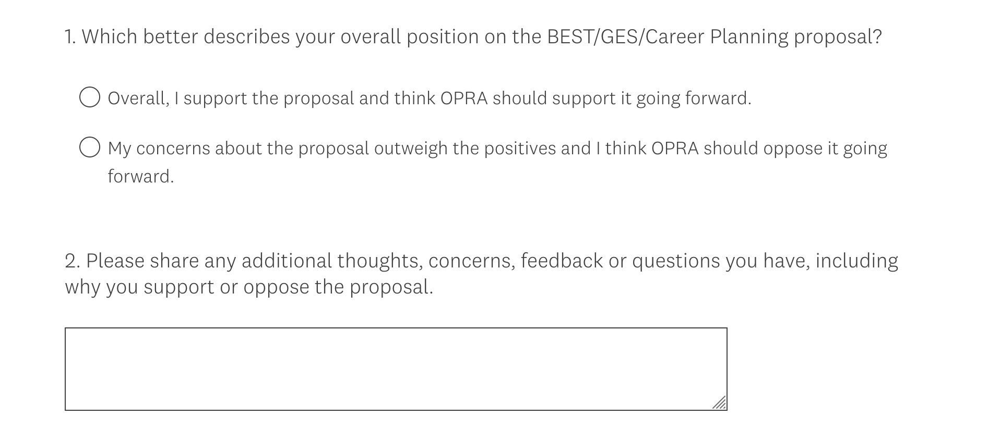 1. Which better describes your overall position on the BEST/GES/Career Planning proposal?
Overall, I support the proposal and think OPRA should support it going forward.
My concerns about the proposal outweigh the positives and I think OPRA should oppose it going
forward.
2. Please share any additional thoughts, concerns, feedback or questions you have, including
why you support or oppose the proposal.